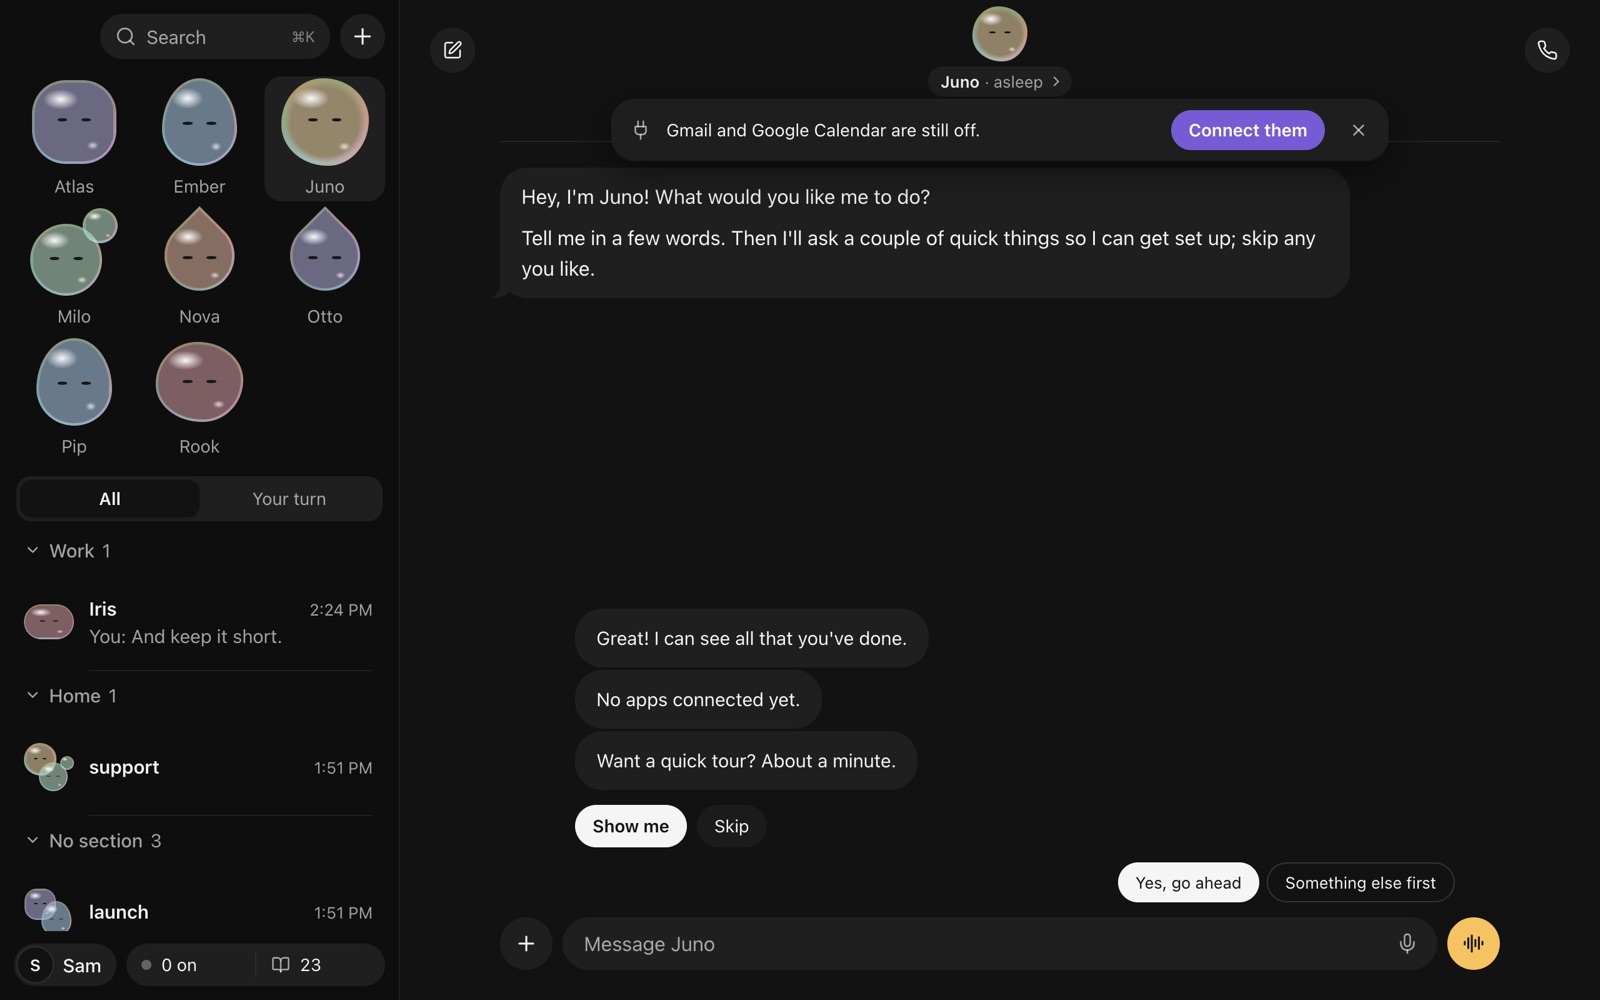 Search ⌘K
Atlas
Ember
Juno
Milo
Nova
Otto
Pip
Rook
All
Your turn
Work 1
Iris 2:24 PM
You: And keep it short.
Home 1
support 1:51 PM
No section 3
launch 1:51 PM
S Sam
0 on
23
Juno · asleep
Gmail and Google Calendar are still off.
Connect them
Hey, I'm Juno! What would you like me to do?
Tell me in a few words. Then I'll ask a couple of quick things so I can get set up; skip any
you like.
Great! I can see all that you've done.
No apps connected yet.
Want a quick tour? About a minute.
Show me
Skip
Yes, go ahead
Something else first
Message Juno